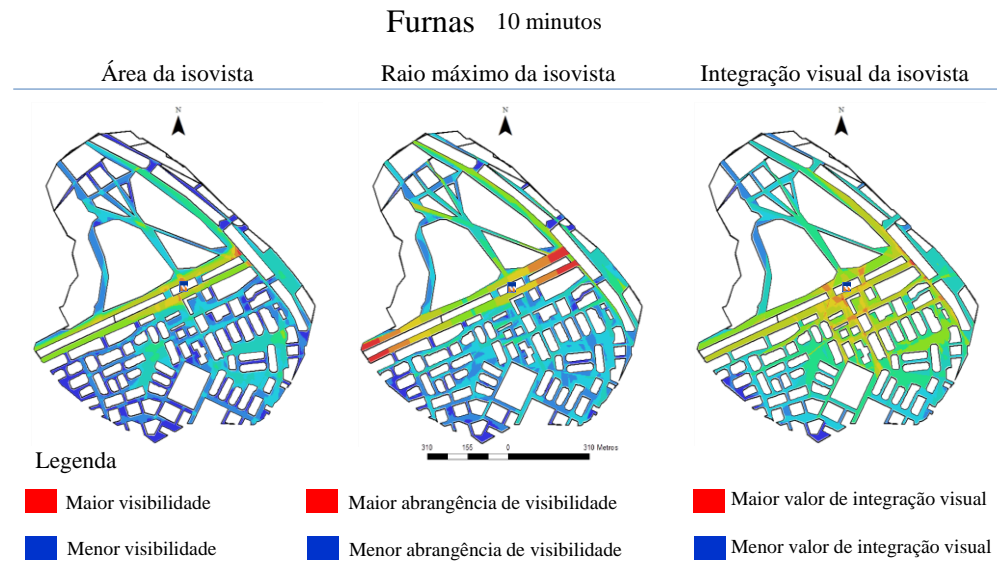 Furnas 10 minutos
Área da isovista
Raio máximo da isovista
Integração visual da isovista
N
N
N
310 155 0 310 Metros
Legenda
Maior visibilidade
Maior abrangência de visibilidade
Maior valor de integração visual
Menor visibilidade
Menor abrangência de visibilidade
Menor valor de integração visual